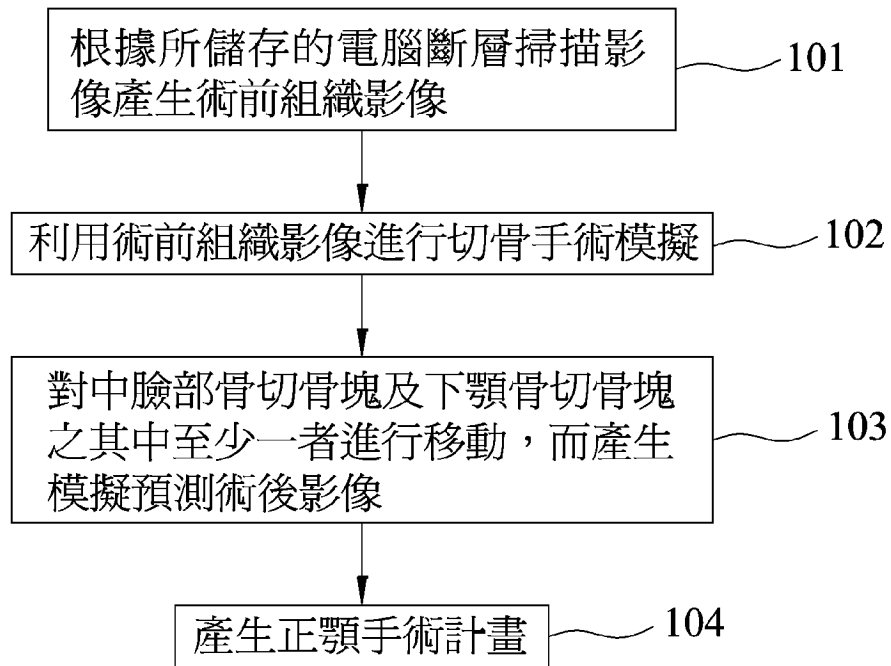 根據所儲存的電腦斷層掃描影
像產生術前組織影像
101
利用術前組織影像進行切骨手術模擬
102
對中臉部骨切骨塊及下顎骨切骨塊
之其中至少一者進行移動，而產生
模擬預測術後影像
103
產生正顎手術計畫
104